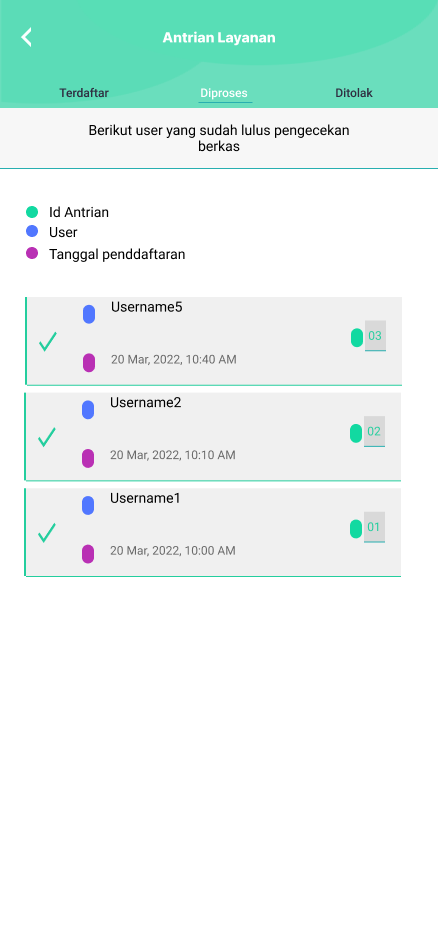 Antrian Layanan
Terdaftar
Diproses
Ditolak
Berikut user yang sudah lulus pengecekan
berkas
Id Antrian
User
Tanggal penddaftaran
Username5
03
20 Mar, 2022, 10:40 AM
Username2
02
20 Mar, 2022, 10:10 AM
Username1
01
20 Mar, 2022, 10:00 AM